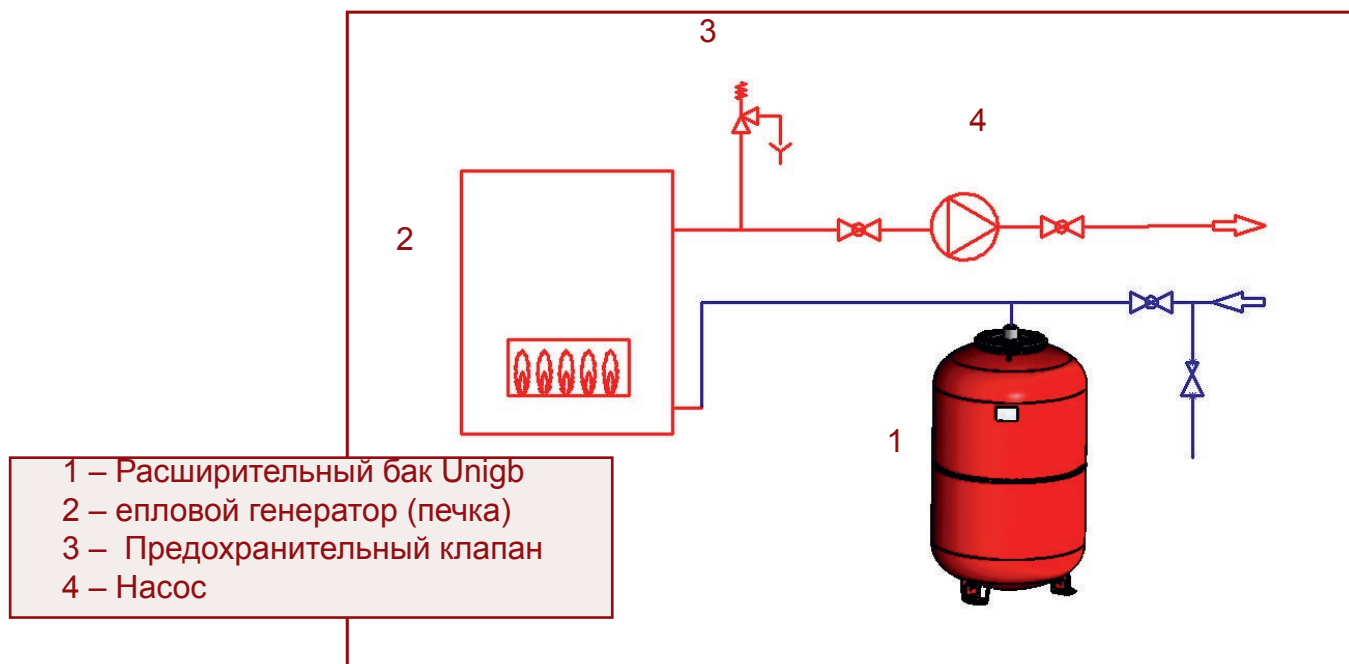 3
4
2
1
1 – Расширительный бак Unigb
2 – епловой генератор (печка)
3 – Предохранительный клапан
4 – Насос